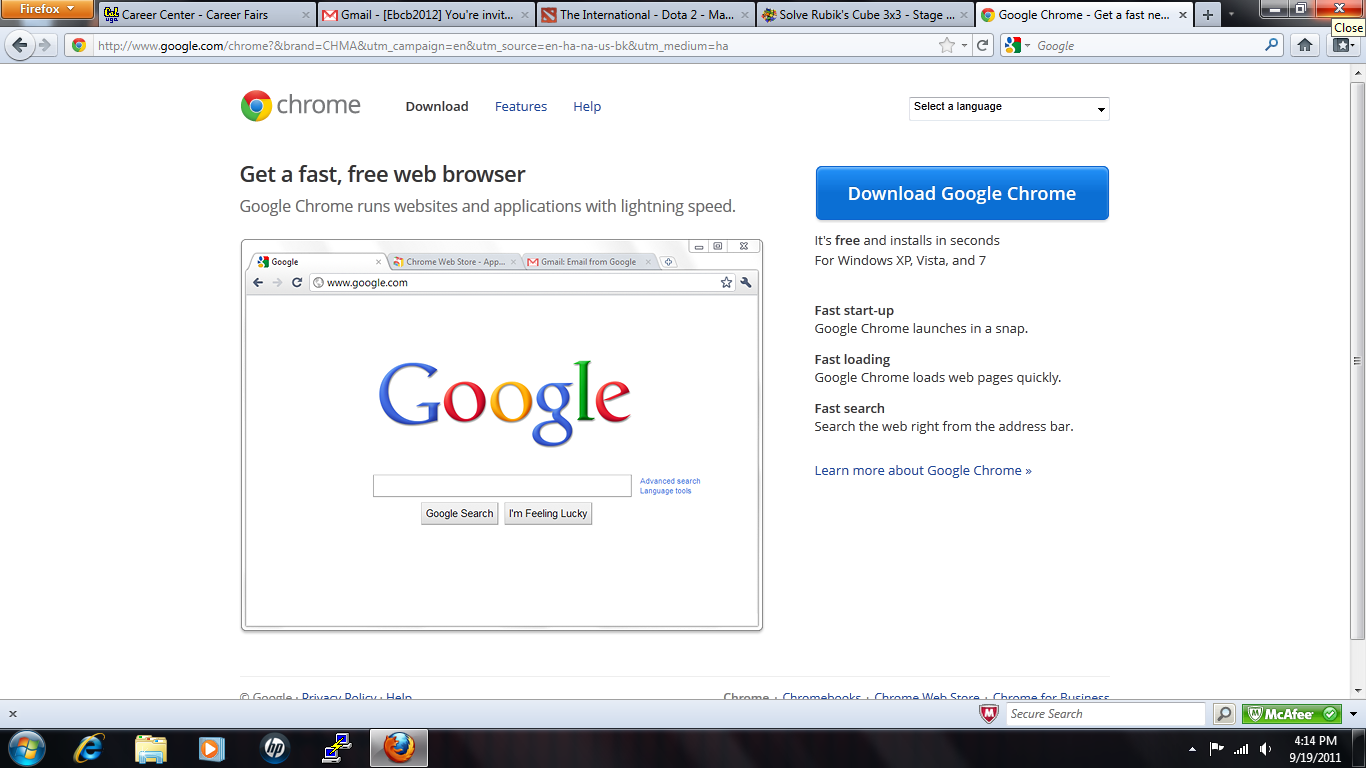 Firefox
Career Center - Career Fairs
Gmail - [Ebcb2012] You're invit...
The International - Dota 2 - Ma...
Solve Rubik's Cube 3x3 - Stage ...
Google Chrome - Get a fast ne...
Close
http://www.google.com/chrome?&brand=CHMA&utm_campaign=en&utm_source=en-ha-na-us-bk&utm_medium=ha
Google
chrome
Download
Features
Help
Select a language
Get a fast, free web browser
Google Chrome runs websites and applications with lightning speed.
Google
Chrome Web Store - App...
Gmail: Email from Google
www.google.com
Google
Advanced search
Language tools
Google Search
I'm Feeling Lucky
Download Google Chrome
It's free and installs in seconds
For Windows XP, Vista, and 7
Fast start-up
Google Chrome launches in a snap.
Fast loading
Google Chrome loads web pages quickly.
Fast search
Search the web right from the address bar.
Learn more about Google Chrome »
© Google · Privacy Policy · Help
Chrome · Chromebooks · Chrome Web Store · Chrome for Business
Secure Search
McAfee
hp
4:14 PM
9/19/2011